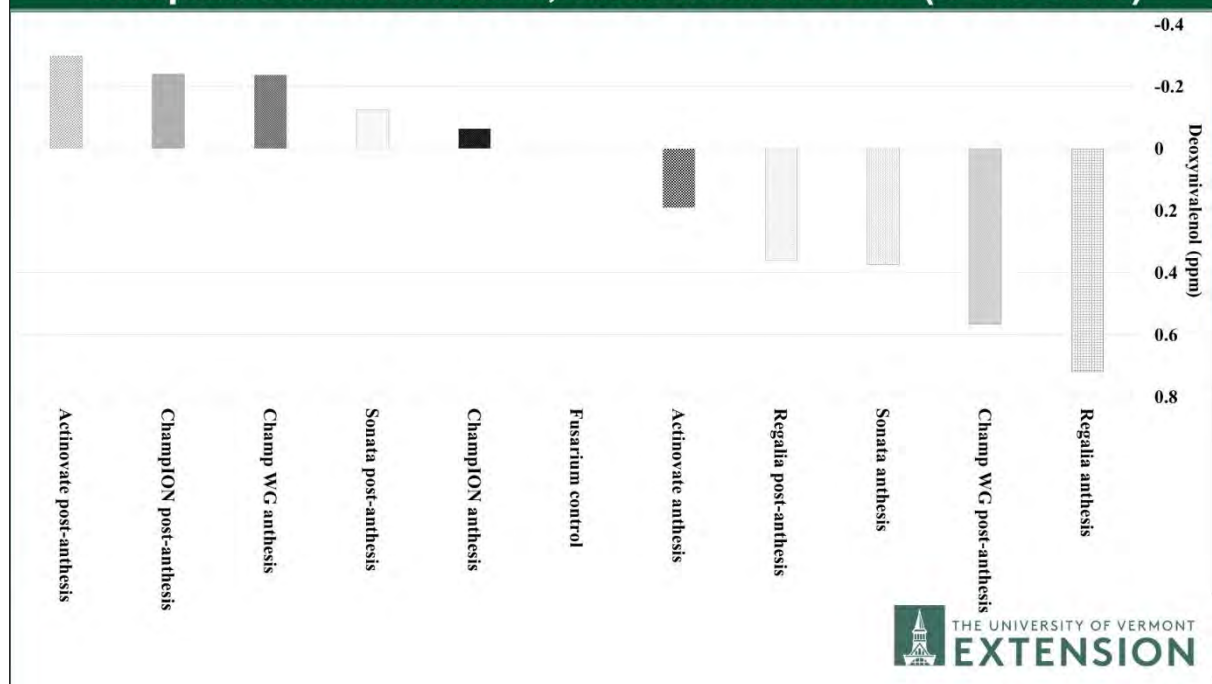 -0.4
-0.2
0
0.2
0.4
0.6
0.8
Deoxynivalenol (ppm)
Actinovate post-anthesis
ChampION post-anthesis
Champ WG anthesis
Sonata post-anthesis
ChampION anthesis
Fusarium control
Actinovate anthesis
Regalia post-anthesis
Sonata anthesis
Champ WG post-anthesis
Regalia anthesis
THE UNIVERSITY OF VERMONT
EXTENSION